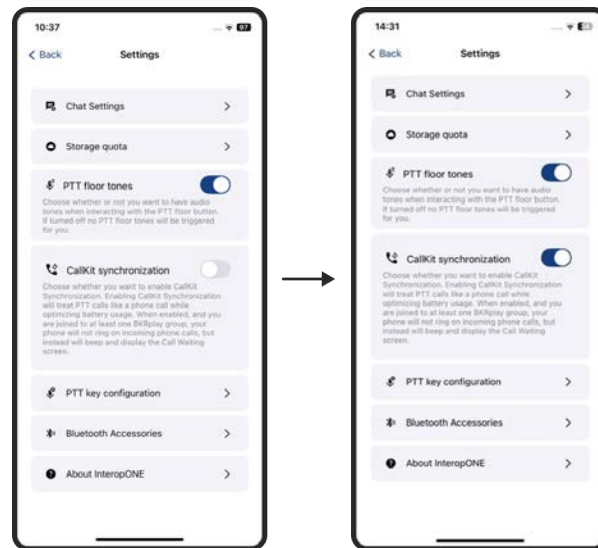 10:37
97
Back
Settings
Chat Settings
Storage quota
PTT floor tones
Choose whether or not you want to have audio
tones when interacting with the PTT floor button.
If turned off no PTT floor tones will be triggered
for you.
CallKit synchronization
Choose whether you want to enable CallKit
Synchronization. Enabling CallKit Synchronization
will treat PTT calls like a phone call while
optimizing battery usage. When enabled, and you
are joined to at least one BKRplay group, your
phone will not ring on incoming phone calls, but
instead will beep and display the Call Waiting
screen.
PTT key configuration
Bluetooth Accessories
About InteropONE
14:31
Back
Settings
Chat Settings
Storage quota
PTT floor tones
Choose whether or not you want to have audio
tones when interacting with the PTT floor button.
If turned off no PTT floor tones will be triggered
for you.
CallKit synchronization
Choose whether you want to enable CallKit
Synchronization. Enabling CallKit Synchronization
will treat PTT calls like a phone call while
optimizing battery usage. When enabled, and you
are joined to at least one BKRplay group, your
phone will not ring on incoming phone calls, but
instead will beep and display the Call Waiting
screen.
PTT key configuration
Bluetooth Accessories
About InteropONE